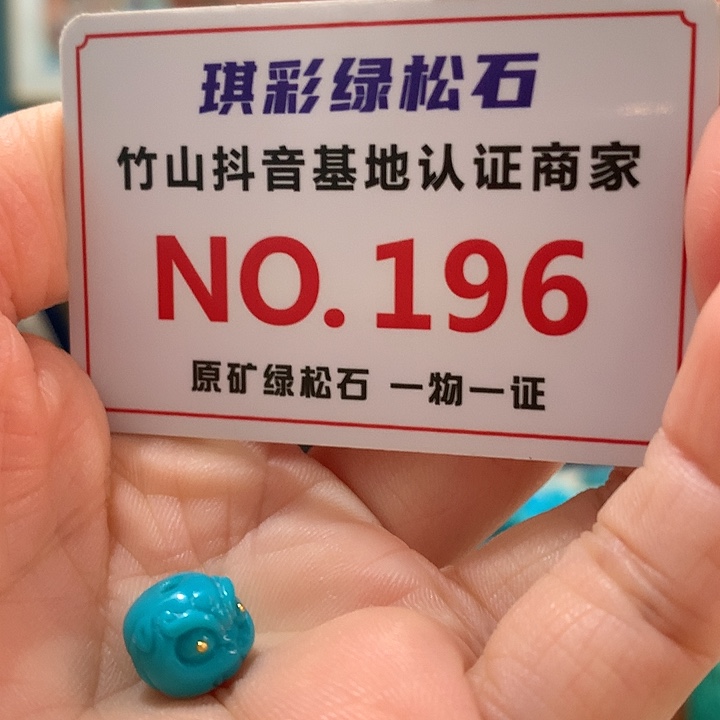 琪彩绿松石
竹山抖音基地认证商家
NO.196
原矿绿松石 一物一证